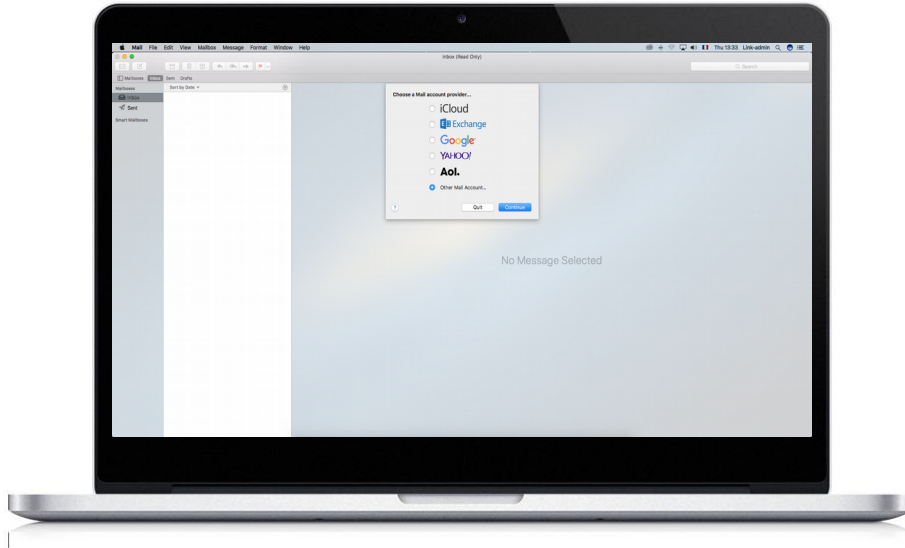 Mail File Edit View Mailbox Message Format Window Help Thu 13:33 Link-admin
Inbox (Read Only)
Search
Mailboxes Inbox Sent Drafts
Mailboxes
Inbox
Sent
Smart Mailboxes
Sort by Date
Choose a Mail account provider...
iCloud
Exchange
Google
YAHOO!
Aol.
Other Mail Account...
? Quit Continue
No Message Selected